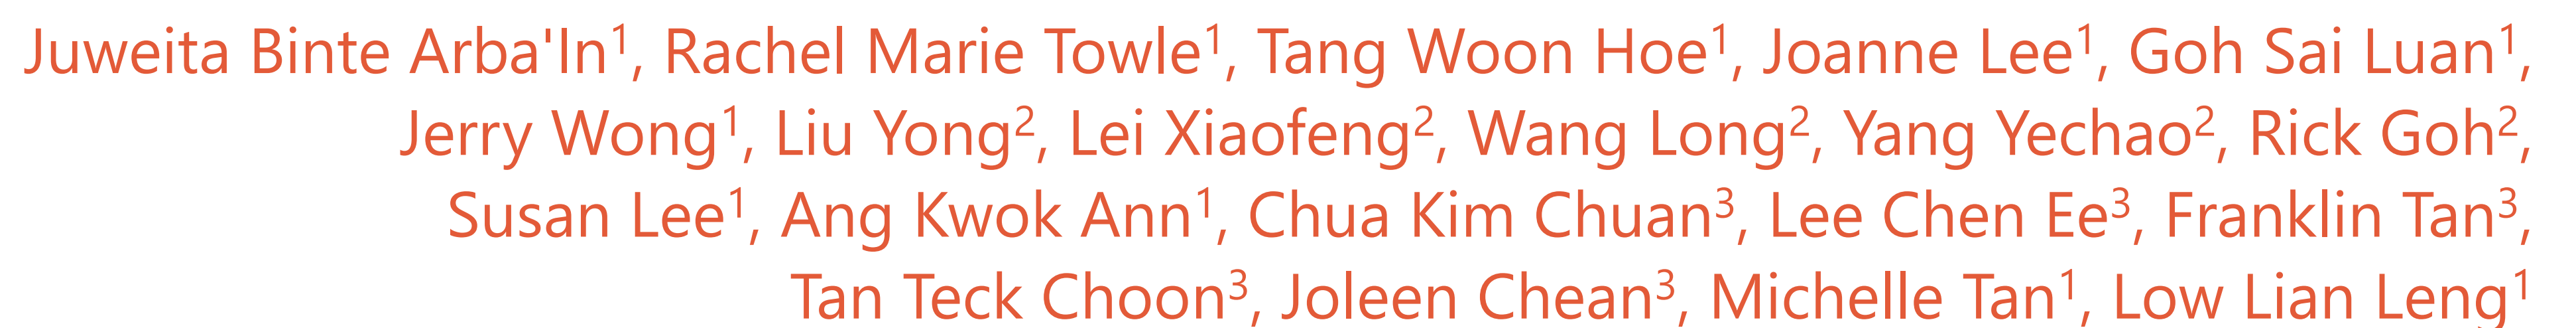 Juweita Binte Arba'In¹, Rachel Marie Towle¹, Tang Woon Hoe¹, Joanne Lee¹, Goh Sai Luan¹,
Jerry Wong¹, Liu Yong², Lei Xiaofeng², Wang Long², Yang Yechao², Rick Goh²,
Susan Lee¹, Ang Kwok Ann¹, Chua Kim Chuan³, Lee Chen Ee³, Franklin Tan³,
Tan Teck Choon³, Joleen Chean³, Michelle Tan¹, Low Lian Leng¹